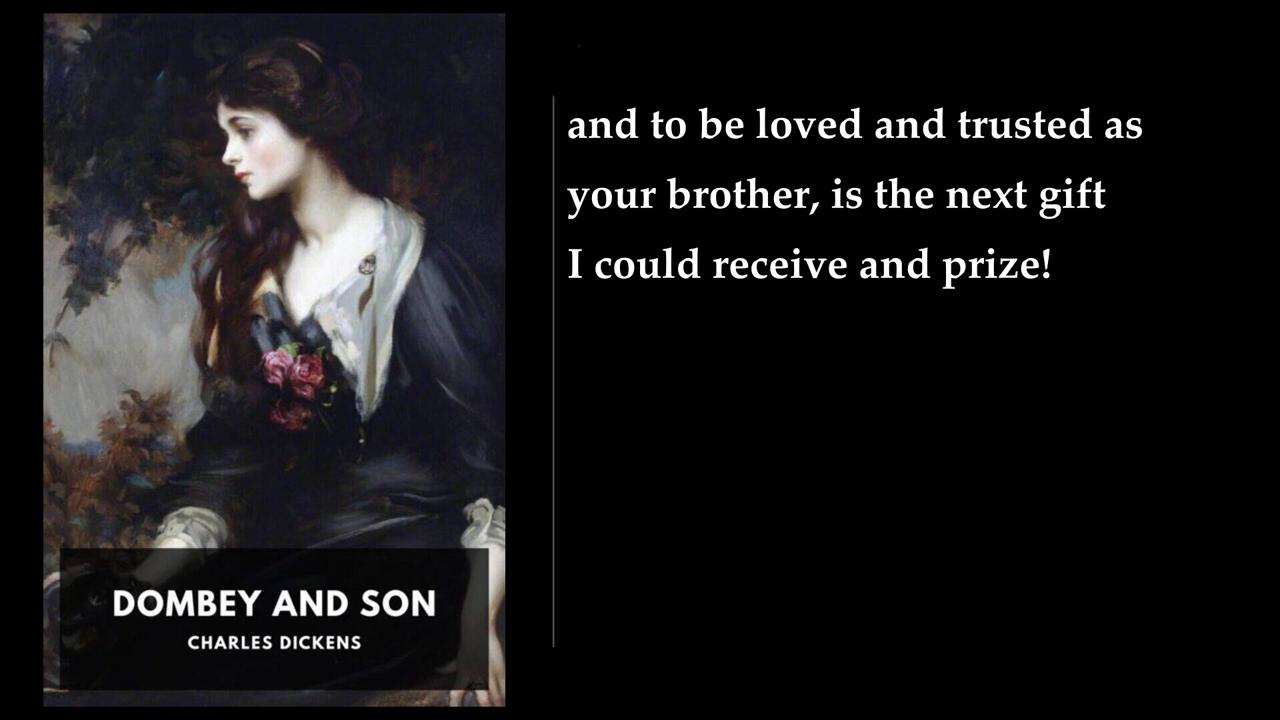 and to be loved and trusted as
your brother, is the next gift
I could receive and prize!
DOMBEY AND SON
CHARLES DICKENS